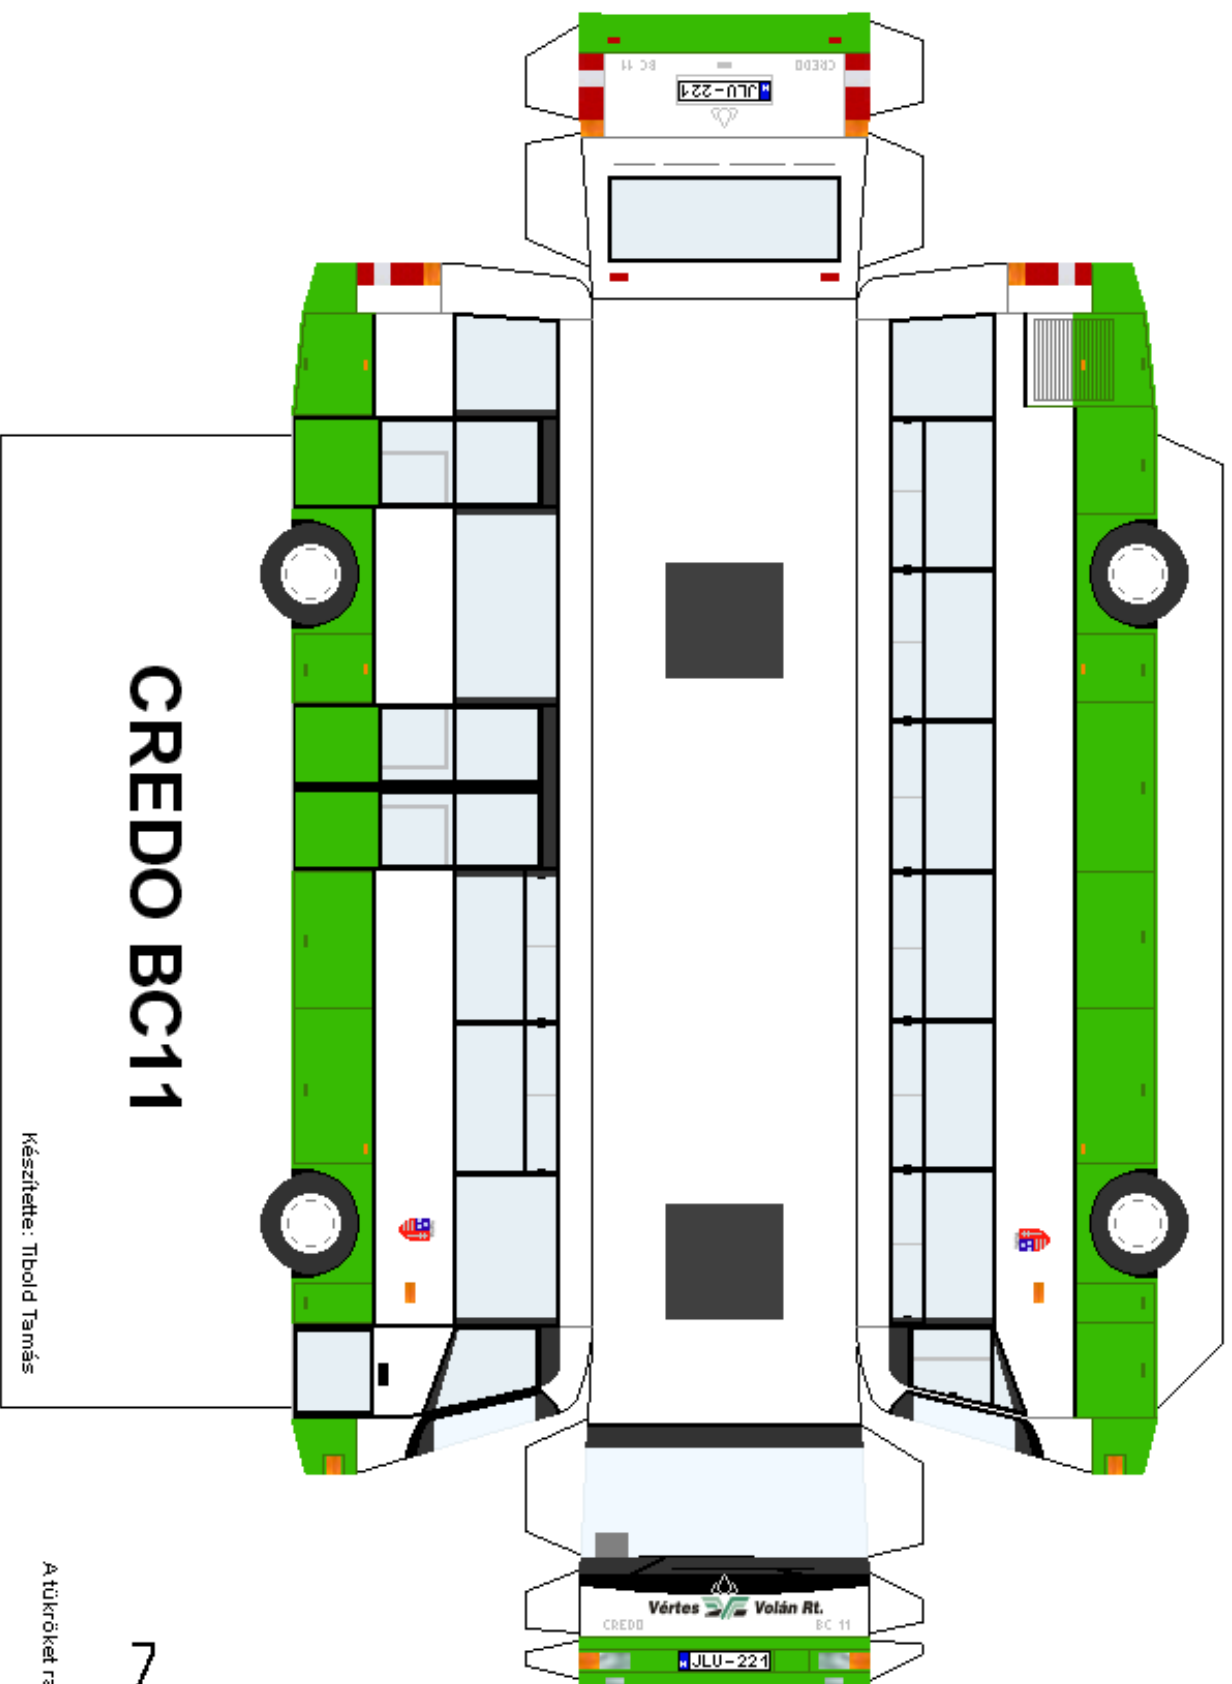 BC 11 CREDO
JLU-221
CREDO BC11
Készítette: Tibold Tamás
A tükröket
7
Vértes Volán Rt.
CREDO BC 11
JLU-221